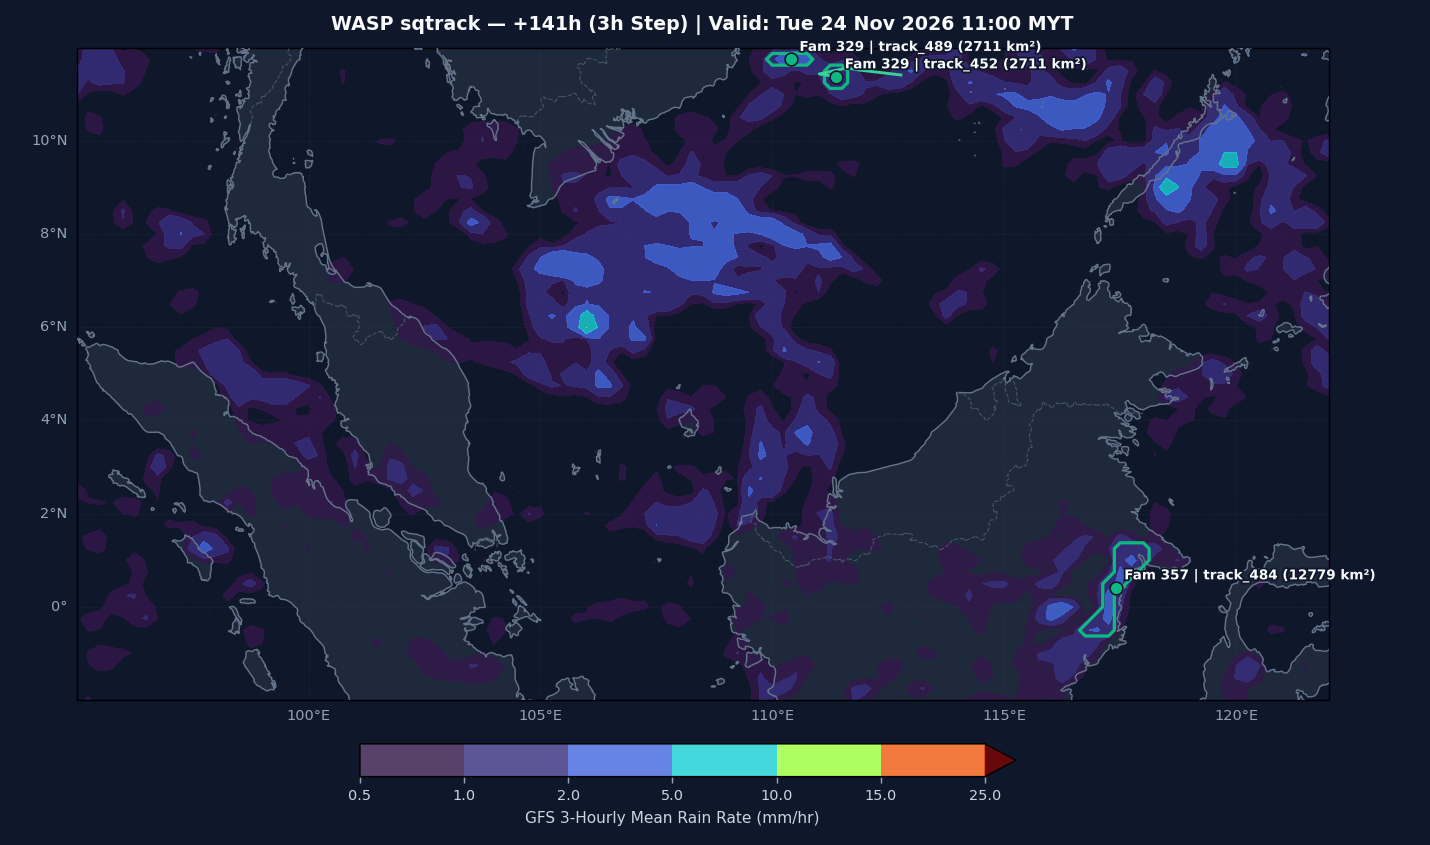 WASP sqtrack — +141h (3h Step) | Valid: Tue 24 Nov 2026 11:00 MYT
Fam 329 | track_489 (2711 km²)
Fam 329 | track_452 (2711 km²)
10°N
8°N
6°N
4°N
2°N
Fam 357 | track_484 (12779 km²)
0°
100°E 105°E 110°E 115°E 120°E
0.5 1.0 2.0 5.0 10.0 15.0 25.0
GFS 3-Hourly Mean Rain Rate (mm/hr)